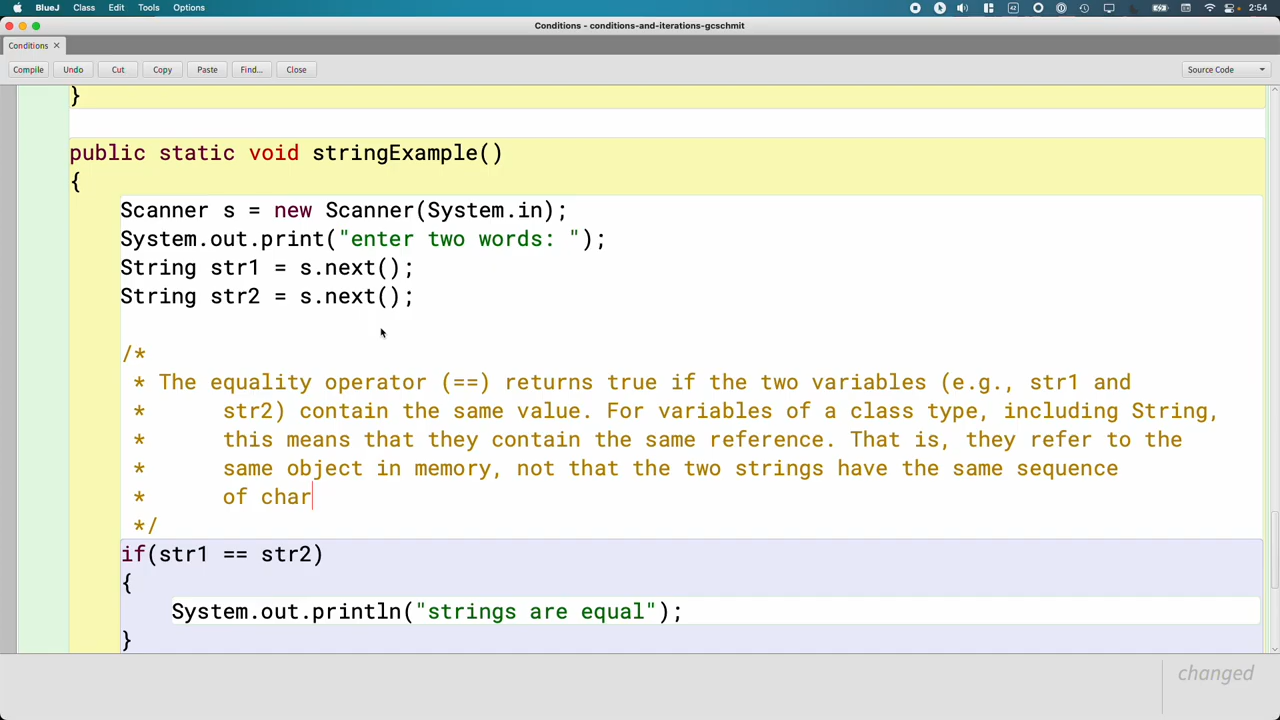 BlueJ Class Edit Tools Options 2:54
Conditions - conditions-and-iterations-gcschmit
Conditions ×
Compile Undo Cut Copy Paste Find... Close Source Code
}
public static void stringExample()
{
Scanner s = new Scanner(System.in);
System.out.print("enter two words: ");
String str1 = s.next();
String str2 = s.next();
/*
* The equality operator (==) returns true if the two variables (e.g., str1 and
* str2) contain the same value. For variables of a class type, including String,
* this means that they contain the same reference. That is, they refer to the
* same object in memory, not that the two strings have the same sequence
* of char
*/
if(str1 == str2)
{
System.out.println("strings are equal");
}
changed